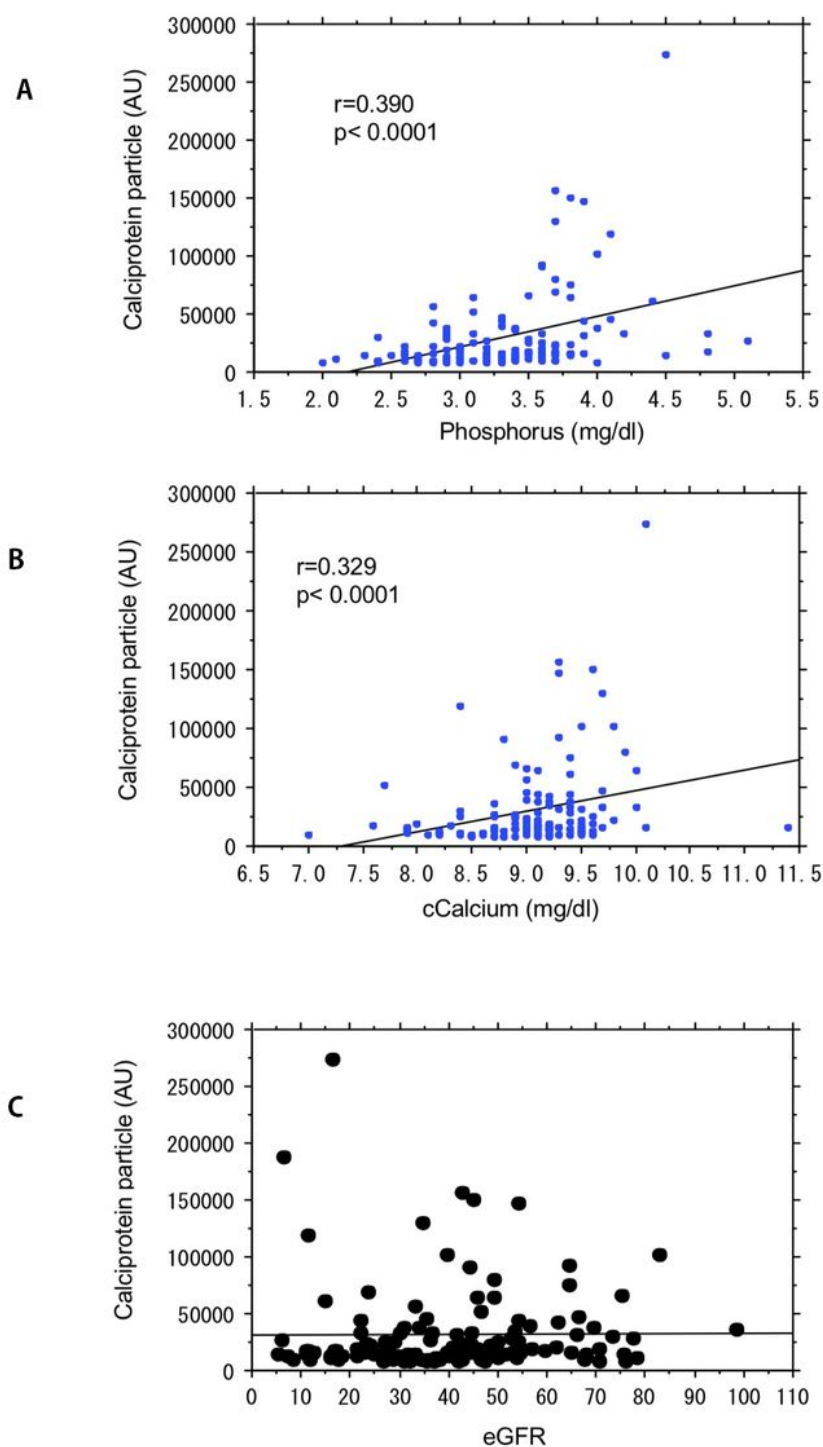 A
Calciprotein particle (AU)
300000
250000
200000
150000
100000
50000
0
r=0.390
p< 0.0001
1.5 2.0 2.5 3.0 3.5 4.0 4.5 5.0 5.5
Phosphorus (mg/dl)
B
Calciprotein particle (AU)
300000
250000
200000
150000
100000
50000
0
r=0.329
p< 0.0001
6.5 7.0 7.5 8.0 8.5 9.0 9.5 10.0 10.5 11.0 11.5
cCalcium (mg/dl)
C
Calciprotein particle (AU)
300000
250000
200000
150000
100000
50000
0
0 10 20 30 40 50 60 70 80 90 100 110
eGFR